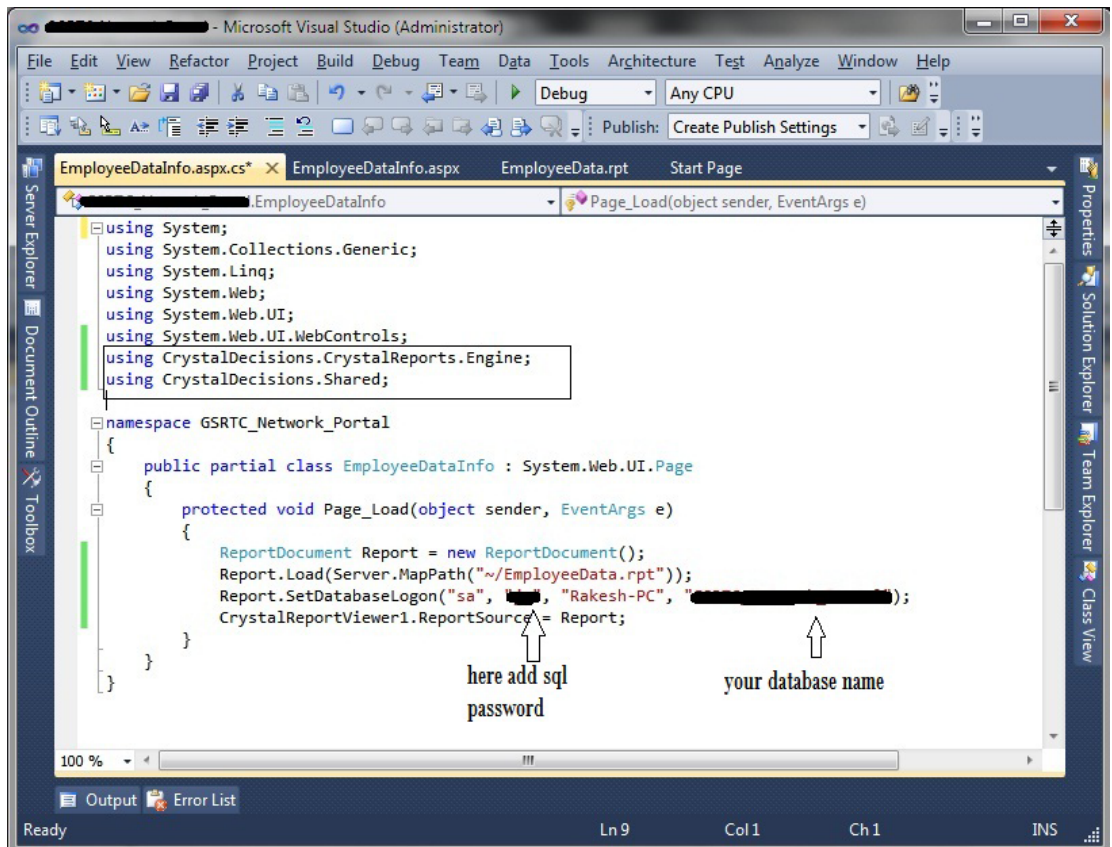 - Microsoft Visual Studio (Administrator)
File Edit View Refactor Project Build Debug Team Data Tools Architecture Test Analyze Window Help
Debug Any CPU
Publish: Create Publish Settings
EmployeeDataInfo.aspx.cs* EmployeeDataInfo.aspx EmployeeData.rpt Start Page
.EmployeeDataInfo Page_Load(object sender, EventArgs e)
Server Explorer
Document Outline
Toolbox
using System;
using System.Collections.Generic;
using System.Linq;
using System.Web;
using System.Web.UI;
using System.Web.UI.WebControls;
using CrystalDecisions.CrystalReports.Engine;
using CrystalDecisions.Shared;
namespace GSRTC_Network_Portal
{
public partial class EmployeeDataInfo : System.Web.UI.Page
{
protected void Page_Load(object sender, EventArgs e)
{
ReportDocument Report = new ReportDocument();
Report.Load(Server.MapPath("~/EmployeeData.rpt"));
Report.SetDatabaseLogon("sa", " ", "Rakesh-PC", " ");
CrystalReportViewer1.ReportSource = Report;
}
}
}
here add sql
password
your database name
Properties
Solution Explorer
Team Explorer
Class View
100 %
Output Error List
Ready Ln 9 Col 1 Ch 1 INS